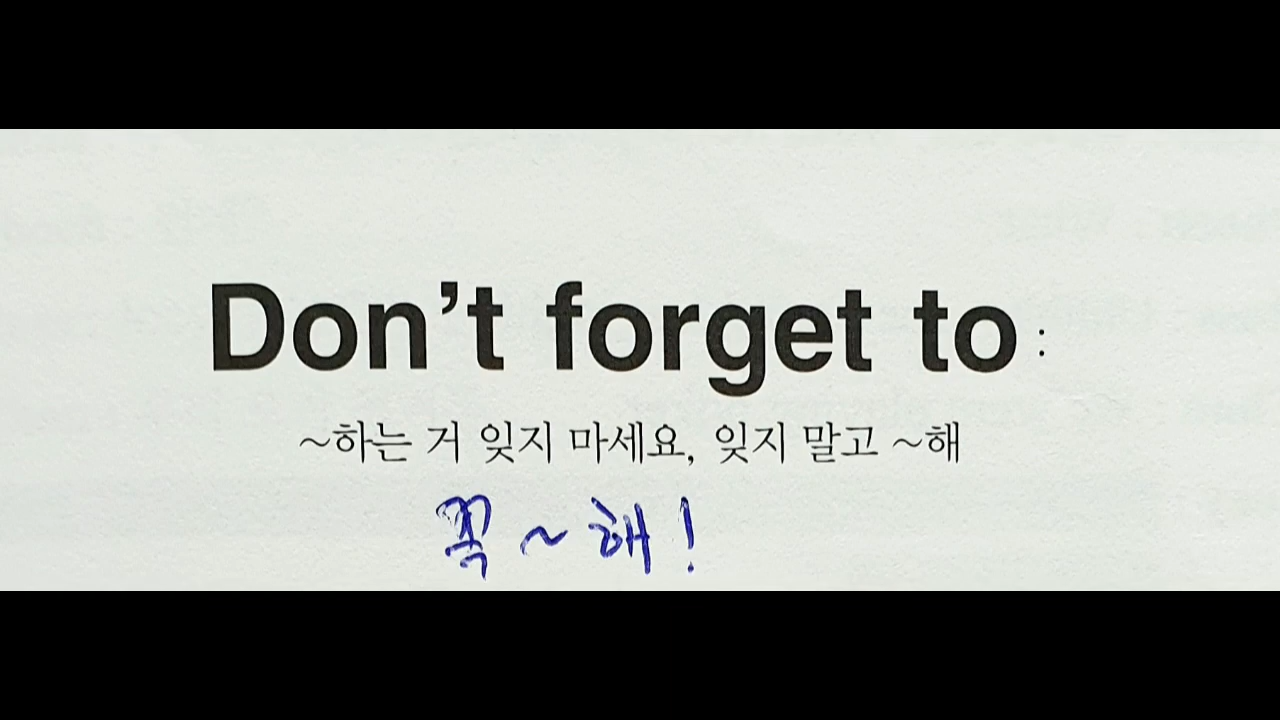 Don't forget to :
~하는 거 잊지 마세요, 잊지 말고 ~해
꼭 ~ 해!